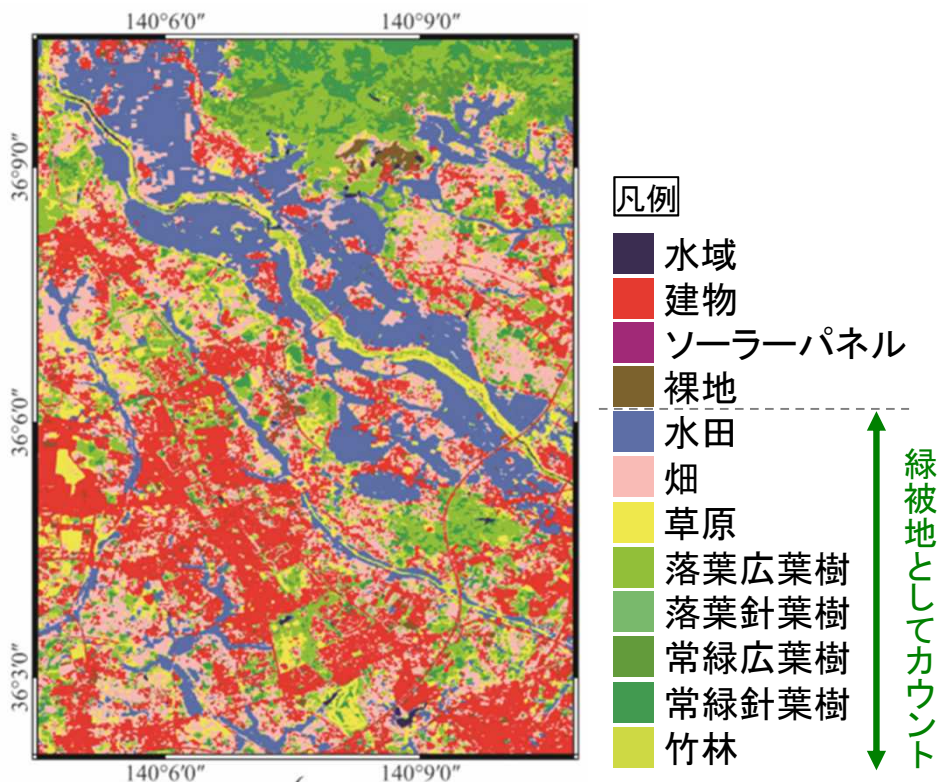 140°6′0″ 140°9′0″
36°9′0″
36°6′0″
36°3′0″
140°6′0″ 140°9′0″
凡例
水域
建物
ソーラーパネル
裸地
水田
畑
草原
落葉広葉樹
落葉針葉樹
常緑広葉樹
常緑針葉樹
竹林
緑被地としてカウント